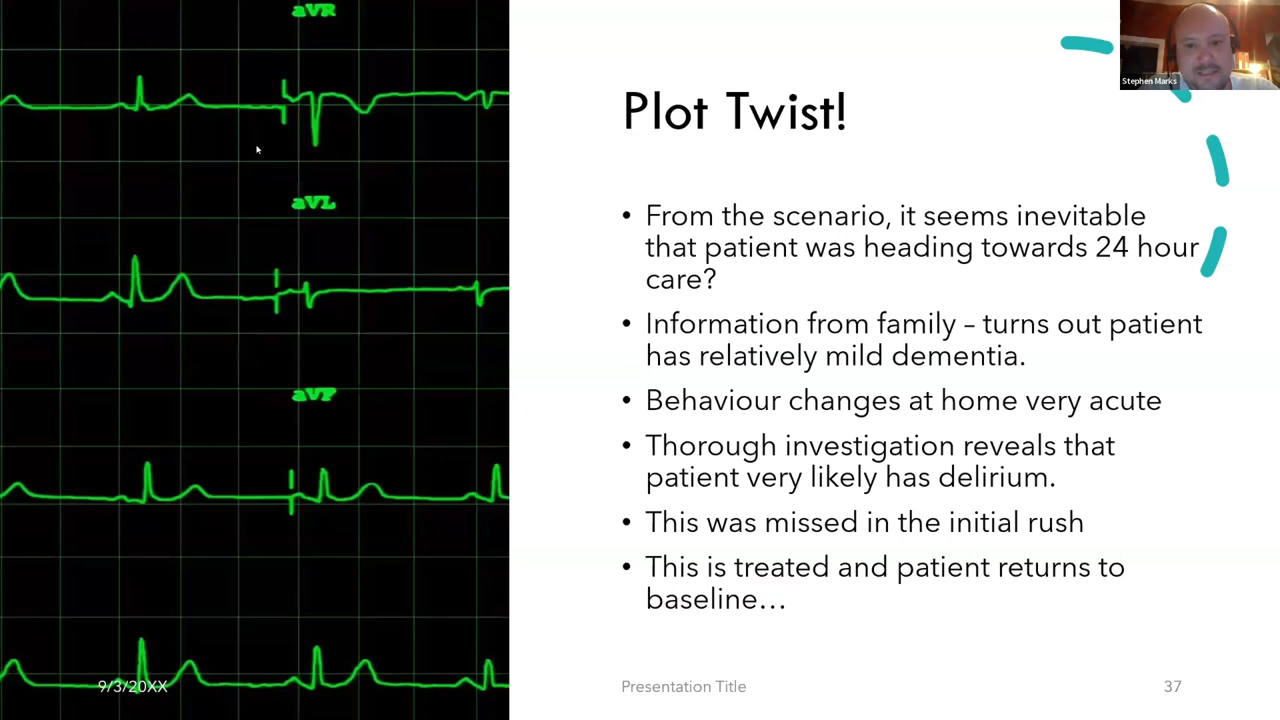 aVR
aVL
aVF
Stephen Marks
Plot Twist!
• From the scenario, it seems inevitable
that patient was heading towards 24 hour
care?
• Information from family – turns out patient
has relatively mild dementia.
• Behaviour changes at home very acute
• Thorough investigation reveals that
patient very likely has delirium.
• This was missed in the initial rush
• This is treated and patient returns to
baseline…
9/3/20XX
Presentation Title
37